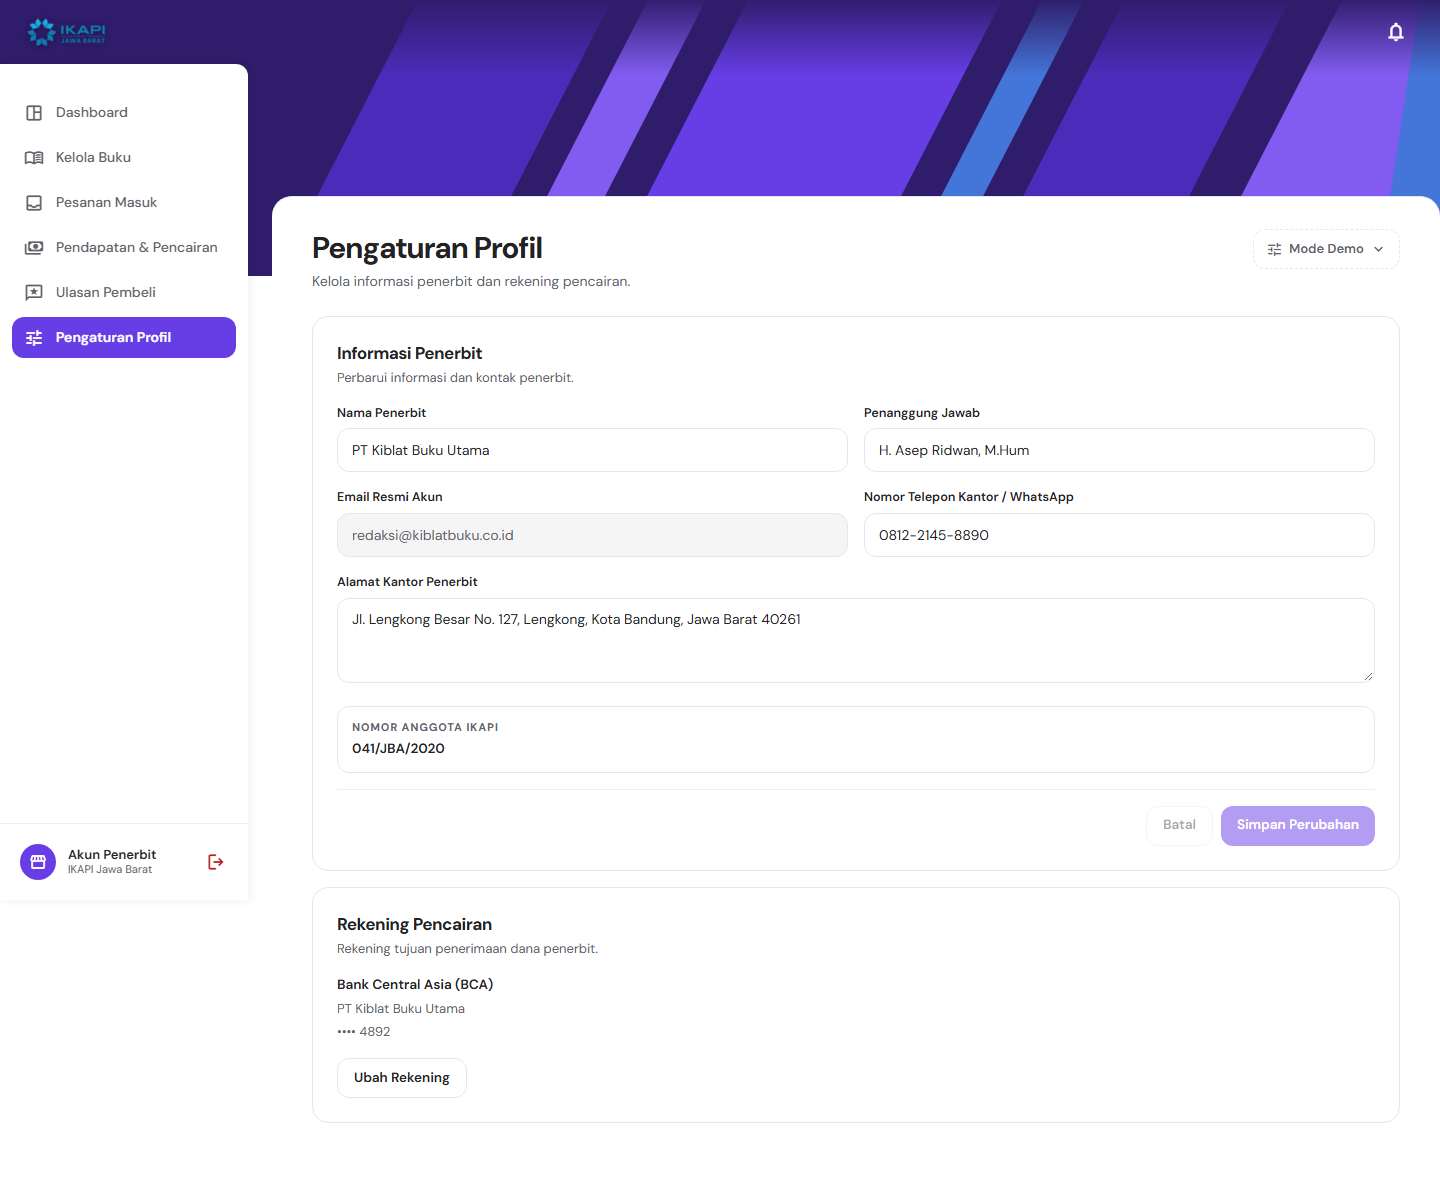 IKAPI
JAWA BARAT
Dashboard
Kelola Buku
Pesanan Masuk
Pendapatan & Pencairan
Ulasan Pembeli
Pengaturan Profil
Akun Penerbit
IKAPI Jawa Barat
Pengaturan Profil
Kelola informasi penerbit dan rekening pencairan.
Mode Demo
Informasi Penerbit
Perbarui informasi dan kontak penerbit.
Nama Penerbit
PT Kiblat Buku Utama
Penanggung Jawab
H. Asep Ridwan, M.Hum
Email Resmi Akun
redaksi@kiblatbuku.co.id
Nomor Telepon Kantor / WhatsApp
0812-2145-8890
Alamat Kantor Penerbit
Jl. Lengkong Besar No. 127, Lengkong, Kota Bandung, Jawa Barat 40261
NOMOR ANGGOTA IKAPI
041/JBA/2020
Batal
Simpan Perubahan
Rekening Pencairan
Rekening tujuan penerimaan dana penerbit.
Bank Central Asia (BCA)
PT Kiblat Buku Utama
•••• 4892
Ubah Rekening